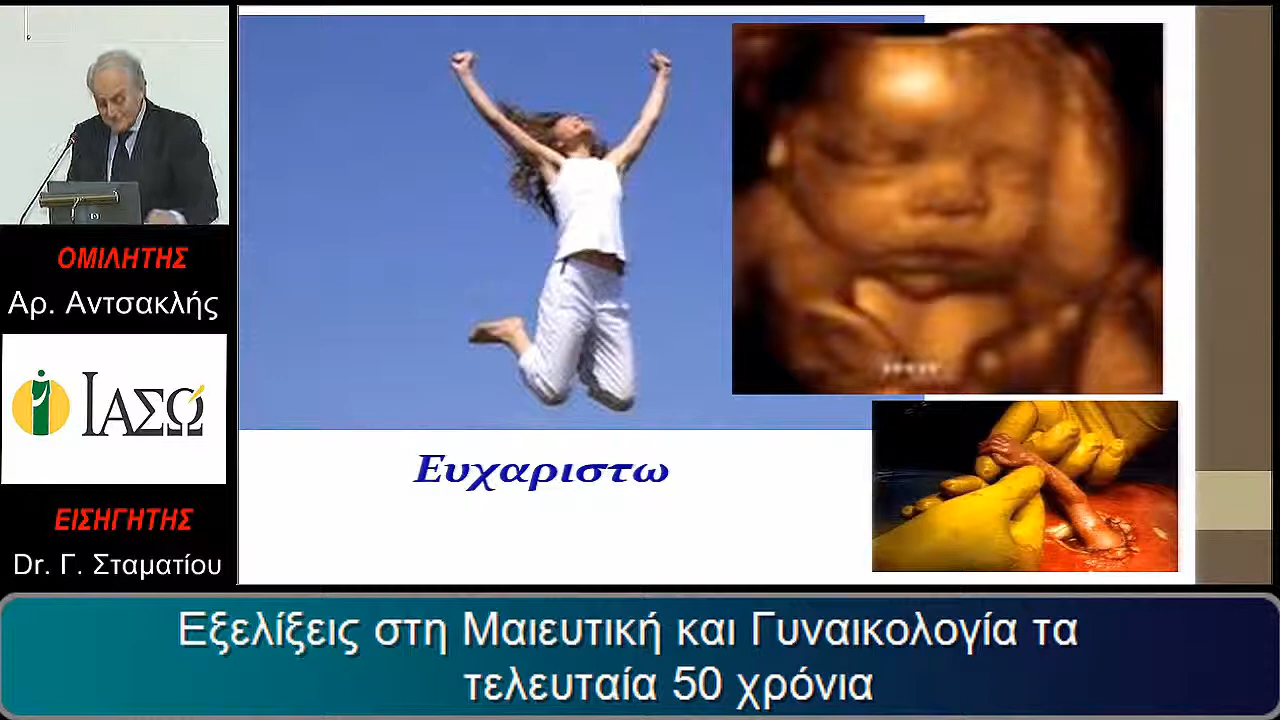 ΟΜΙΛΗΤΗΣ
Αρ. Αντσακλής
ΙΑΣΩ
ΕΙΣΗΓΗΤΗΣ
Dr. Γ. Σταματίου
Ευχαριστω
Εξελίξεις στη Μαιευτική και Γυναικολογία τα
τελευταία 50 χρόνια